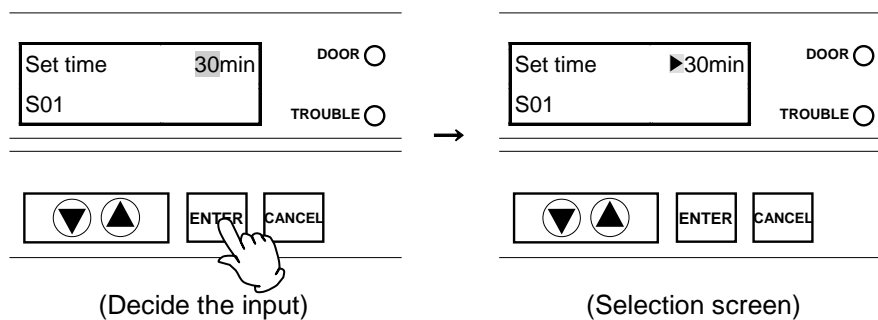 Set time 30min
S01
DOOR
TROUBLE
ENTER CANCEL
(Decide the input)
→
Set time ▶30min
S01
DOOR
TROUBLE
ENTER CANCEL
(Selection screen)